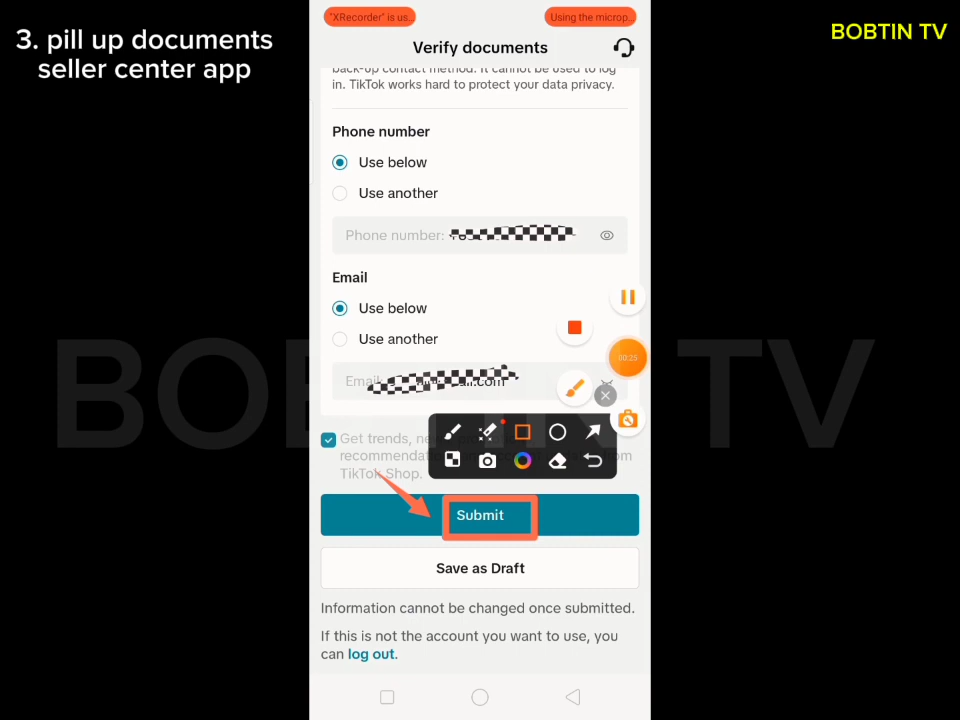 "XRecorder" is us...
Using the microp...
3. pill up documents
seller center app
BOBTIN TV
Verify documents
back-up contact method. It cannot be used to log
in. TikTok works hard to protect your data privacy.
Phone number
Use below
Use another
Phone number:
Email
Use below
Use another
Email
00:25
Get trends,
from
TikTok Shop.
Submit
Save as Draft
Information cannot be changed once submitted.
If this is not the account you want to use, you
can log out.